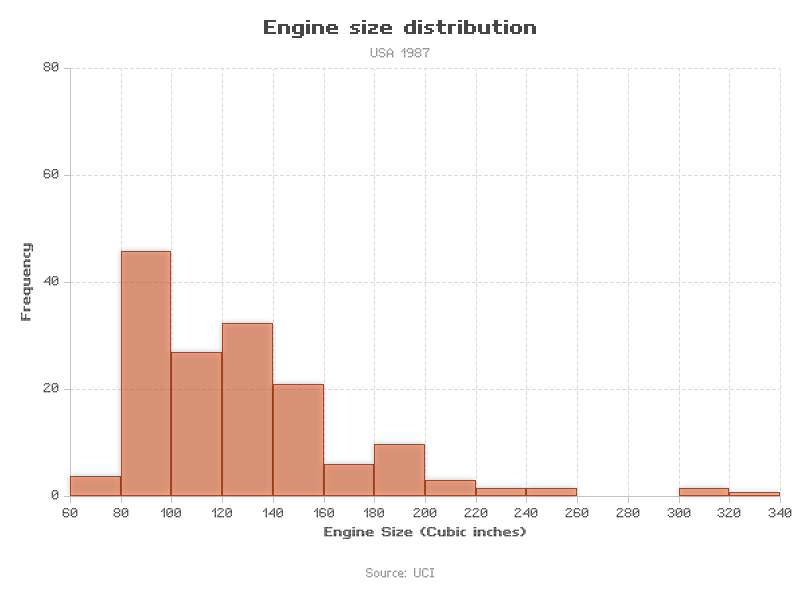 Engine size distribution
USA 1987
80
60
40
20
0
Frequency
60 80 100 120 140 160 180 200 220 240 260 280 300 320 340
Engine Size (Cubic inches)
Source: UCI